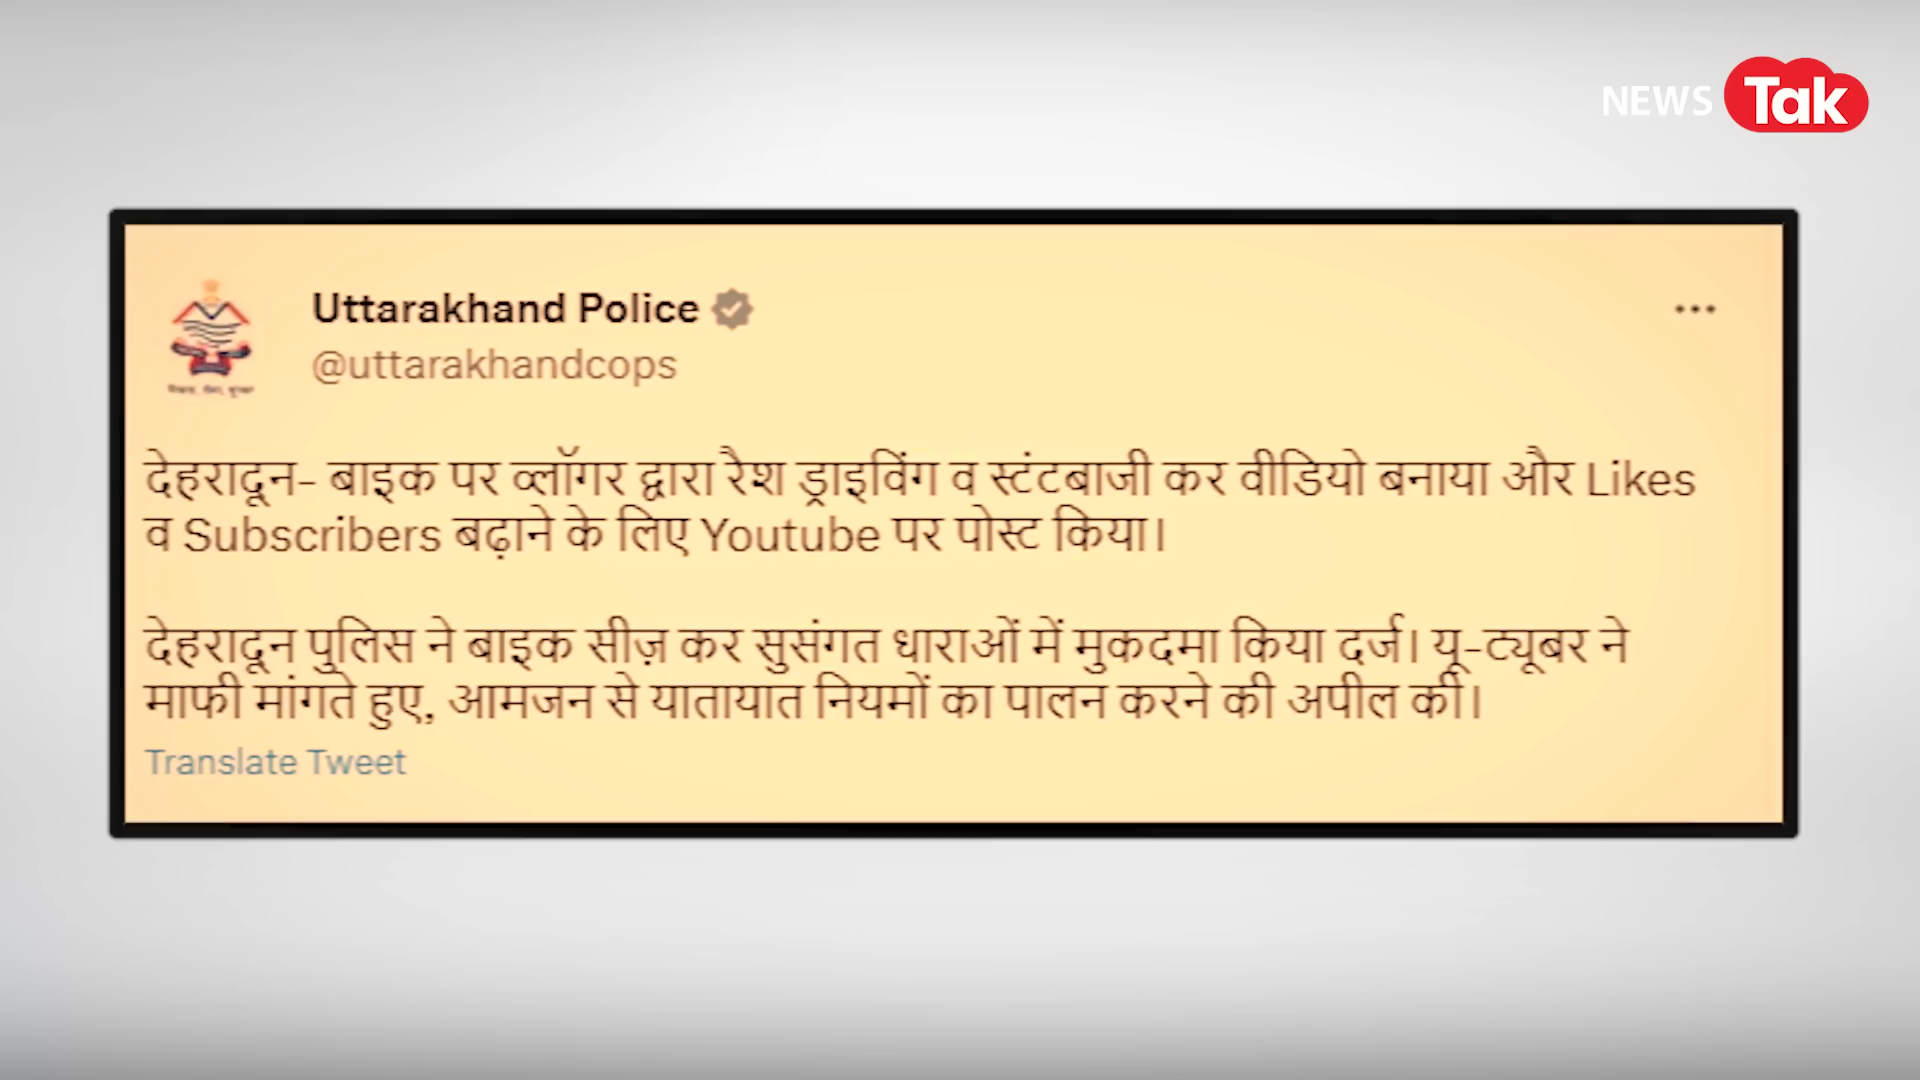 NEWS Tak
Uttarakhand Police
@uttarakhandcops
देहरादून- बाइक पर व्लॉगर द्वारा रैश ड्राइविंग व स्टंटबाजी कर वीडियो बनाया और Likes
व Subscribers बढ़ाने के लिए Youtube पर पोस्ट किया।
देहरादून पुलिस ने बाइक सीज़ कर सुसंगत धाराओं में मुकदमा किया दर्ज। यू-ट्यूबर ने
माफी मांगते हुए, आमजन से यातायात नियमों का पालन करने की अपील की।
Translate Tweet